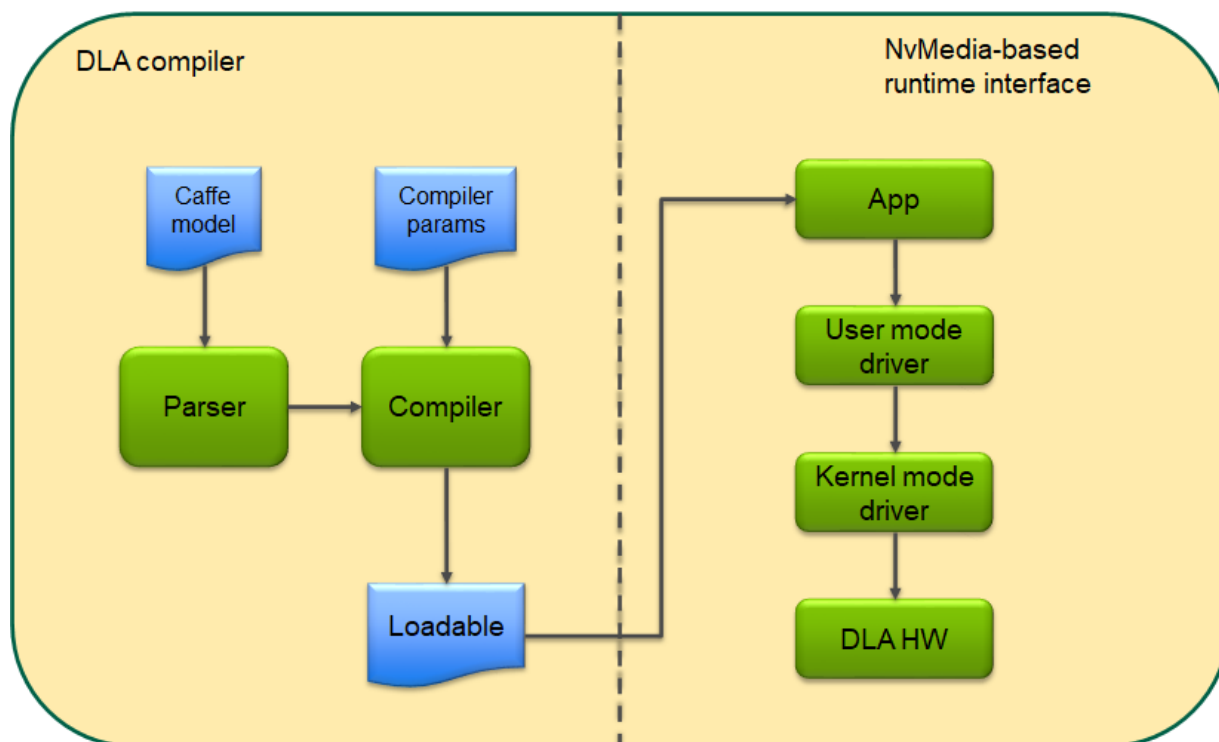 DLA compiler
NvMedia-based
runtime interface
Caffe
model
Compiler
params
App
User mode
driver
Parser
Compiler
Kernel mode
driver
Loadable
DLA HW